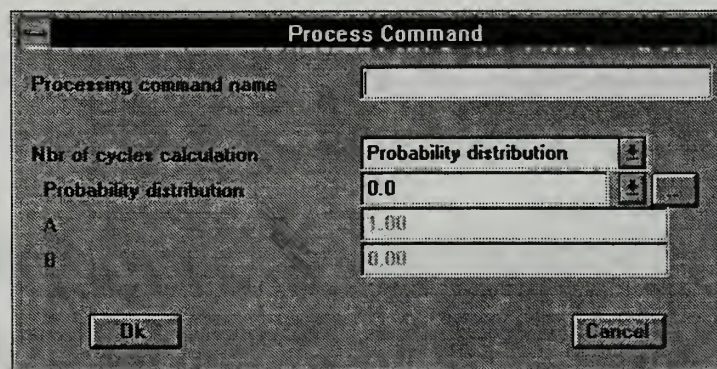 Process Command
Processing command name
Nbr of cycles calculation Probability distribution
Probability distribution 0.0 ...
A 1.00
B 0.00
Ok Cancel